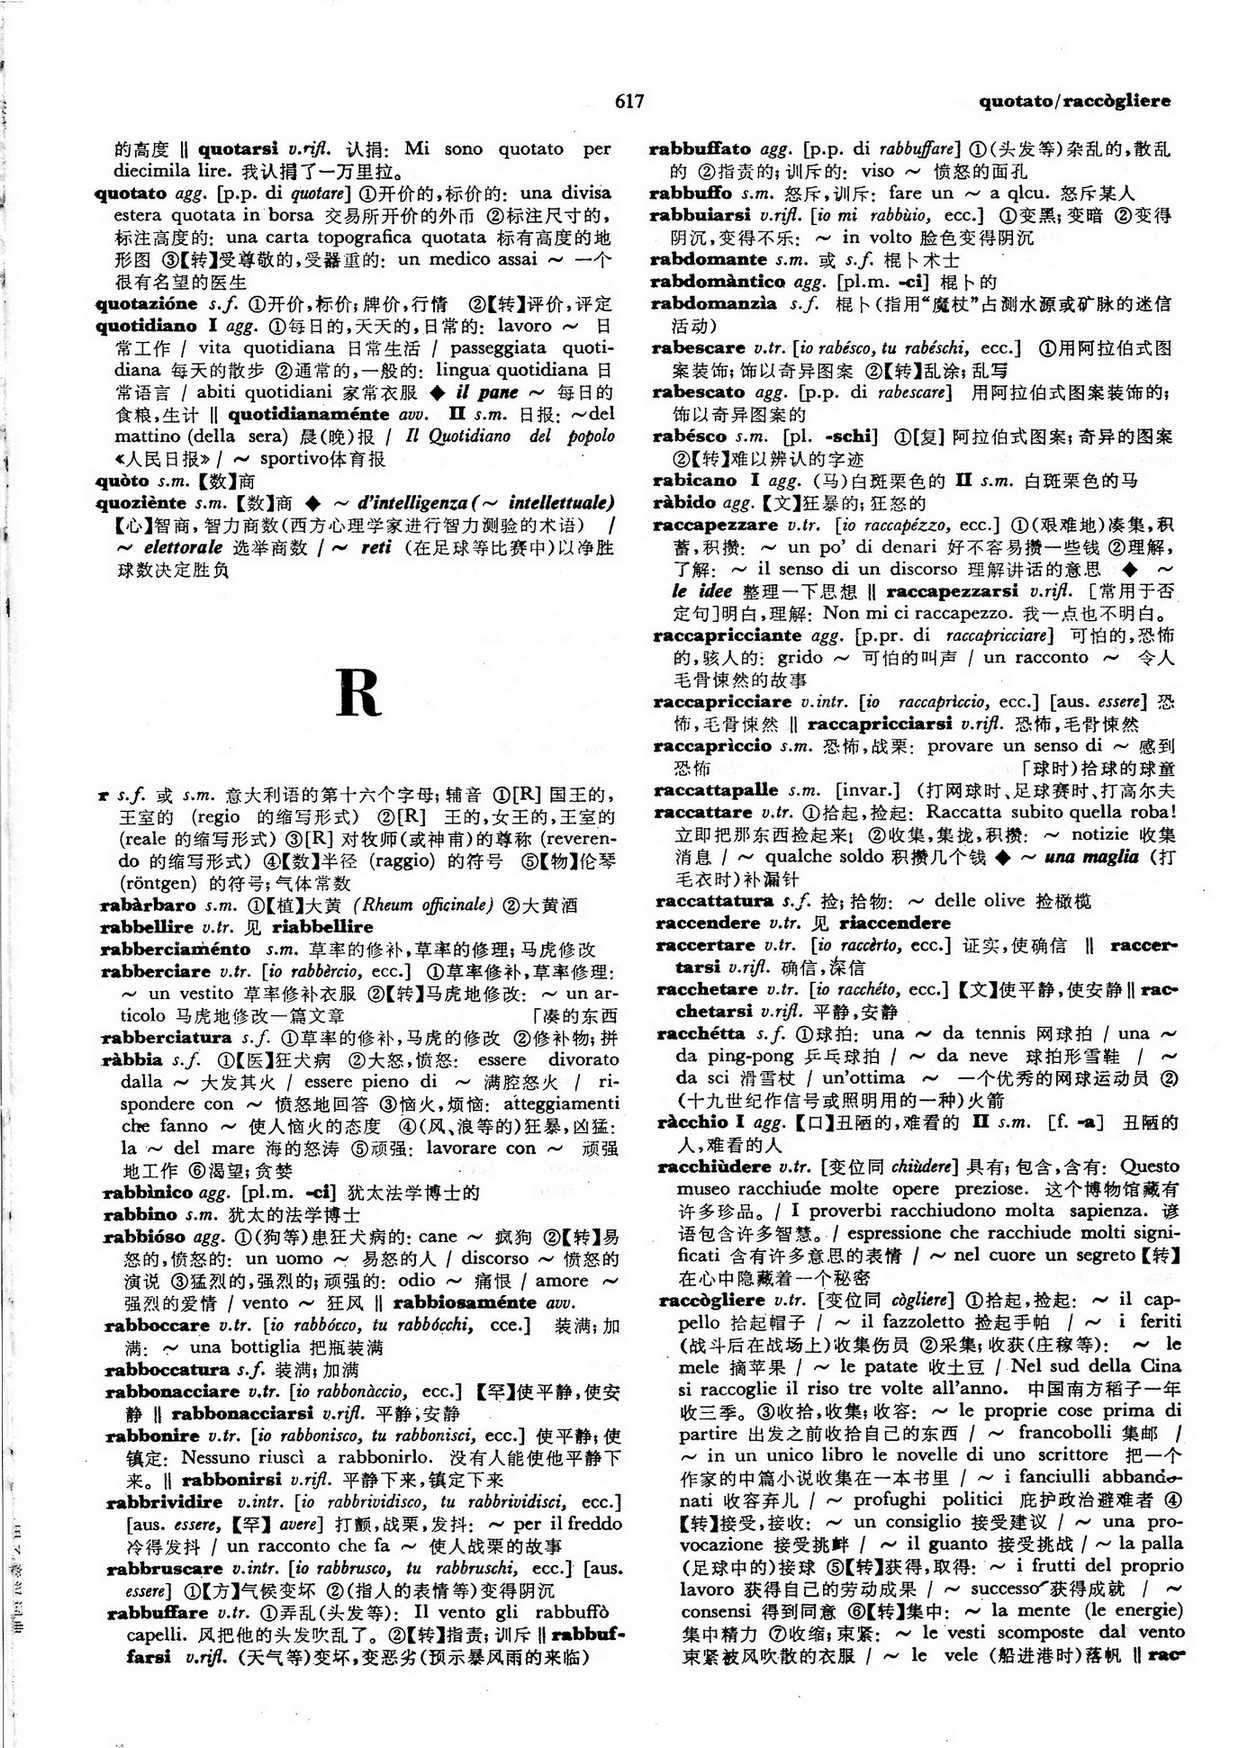 617
quotato/raccògliere
的高度 ‖ quotarsi v.rifl. 认捐: Mi sono quotato per
diecimila lire. 我认捐了一万里拉。
quotato agg. [p.p. di quotare] ①开价的,标价的: una divisa
estera quotata in borsa 交易所开价的外币 ②标注尺寸的,
标注高度的: una carta topografica quotata 标有高度的地
形图 ③【转】受尊敬的,受器重的: un medico assai ～ 一个
很有名望的医生
quotazióne s.f. ①开价,标价;牌价,行情 ②【转】评价,评定
quotidiano I agg. ①每日的,天天的,日常的: lavoro ～ 日
常工作 / vita quotidiana 日常生活 / passeggiata quoti-
diana 每天的散步 ②通常的,一般的: lingua quotidiana 日
常语言 / abiti quotidiani 家常衣服 ◆ il pane ～ 每日的
食粮,生计 ‖ quotidianaménte avv. II s.m. 日报: ～del
mattino (della sera) 晨(晚)报 / Il Quotidiano del popolo
《人民日报》 / ～ sportivo体育报
quòto s.m. 【数】商
quoziènte s.m. 【数】商 ◆ ～ d'intelligenza (～ intellettuale)
【心】智商,智力商数(西方心理学家进行智力测验的术语) /
～ elettorale 选举商数 / ～ reti (在足球等比赛中)以净胜
球数决定胜负
R
r s.f. 或 s.m. 意大利语的第十六个字母;辅音 ①[R] 国王的,
王室的 (regio 的缩写形式) ②[R] 王的,女王的,王室的
(reale 的缩写形式) ③[R] 对牧师(或神甫)的尊称 (reveren-
do 的缩写形式) ④【数】半径 (raggio) 的符号 ⑤【物】伦琴
(röntgen) 的符号;气体常数
rabàrbaro s.m. ①【植】大黄 (Rheum officinale) ②大黄酒
rabbellire v.tr. 见 riabbellire
rabberciaménto s.m. 草率的修补,草率的修理;马虎修改
rabberciare v.tr. [io rabbèrcio, ecc.] ①草率修补,草率修理:
～ un vestito 草率修补衣服 ②【转】马虎地修改: ～ un ar-
ticolo 马虎地修改一篇文章 「凑的东西
rabberciatura s.f. ①草率的修补,马虎的修改 ②修补物;拼
ràbbia s.f. ①【医】狂犬病 ②大怒,愤怒: essere divorato
dalla ～ 大发其火 / essere pieno di ～ 满腔怒火 / ri-
spondere con ～ 愤怒地回答 ③恼火,烦恼: atteggiamenti
che fanno ～ 使人恼火的态度 ④(风、浪等的)狂暴,凶猛:
la ～ del mare 海的怒涛 ⑤顽强: lavorare con ～ 顽强
地工作 ⑥渴望;贪婪
rabbìnico agg. [pl.m. -ci] 犹太法学博士的
rabbino s.m. 犹太的法学博士
rabbióso agg. ①(狗等)患狂犬病的: cane ～ 疯狗 ②【转】易
怒的,愤怒的: un uomo ～ 易怒的人 / discorso ～ 愤怒的
演说 ③猛烈的,强烈的;顽强的: odio ～ 痛恨 / amore ～
强烈的爱情 / vento ～ 狂风 ‖ rabbiosaménte avv.
rabboccare v.tr. [io rabbócco, tu rabbócchi, cce.] 装满;加
满: ～ una bottiglia 把瓶装满
rabboccatura s.f. 装满;加满
rabbonacciare v.tr. [io rabbonàccio, ecc.] 【罕】使平静,使安
静 ‖ rabbonacciarsi v.rifl. 平静,安静
rabbonire v.tr. [io rabbonisco, tu rabbonisci, ecc.] 使平静;使
镇定: Nessuno riuscì a rabbonirlo. 没有人能使他平静下
来。‖ rabbonirsi v.rifl. 平静下来,镇定下来
rabbrividire v.intr. [io rabbrividisco, tu rabbrividisci, ecc.]
[aus. essere, 【罕】 avere] 打颤,战栗,发抖: ～ per il freddo
冷得发抖 / un racconto che fa ～ 使人战栗的故事
rabbruscare v.intr. [io rabbrusco, tu rabbruschi, ecc.] [aus.
essere] ①【方】气候变坏 ②(指人的表情等)变得阴沉
rabbuffare v.tr. ①弄乱(头发等): Il vento gli rabbuffò
capelli. 风把他的头发吹乱了。②【转】指责;训斥 ‖ rabbuf-
farsi v.rifl. (天气等)变坏,变恶劣(预示暴风雨的来临)
rabbuffato agg. [p.p. di rabbuffare] ①(头发等)杂乱的,散乱
的 ②指责的;训斥的: viso ～ 愤怒的面孔
rabbuffo s.m. 怒斥,训斥: fare un ～ a qlcu. 怒斥某人
rabbuiarsi v.rifl. [io mi rabbùio, ecc.] ①变黑;变暗 ②变得
阴沉,变得不乐: ～ in volto 脸色变得阴沉
rabdomante s.m. 或 s.f. 棍卜术士
rabdomàntico agg. [pl.m. -ci] 棍卜的
rabdomanzìa s.f. 棍卜(指用“魔杖”占测水源或矿脉的迷信
活动)
rabescare v.tr. [io rabésco, tu rabéschi, ecc.] ①用阿拉伯式图
案装饰;饰以奇异图案 ②【转】乱涂;乱写
rabescato agg. [p.p. di rabescare] 用阿拉伯式图案装饰的;
饰以奇异图案的
rabésco s.m. [pl. -schi] ①[复] 阿拉伯式图案;奇异的图案
②【转】难以辨认的字迹
rabicano I agg. (马)白斑栗色的 II s.m. 白斑栗色的马
ràbido agg. 【文】狂暴的;狂怒的
raccapezzare v.tr. [io raccapézzo, ecc.] ①(艰难地)凑集,积
蓄,积攒: ～ un po' di denari 好不容易攒一些钱 ②理解,
了解: ～ il senso di un discorso 理解讲话的意思 ◆ ～
le idee 整理一下思想 ‖ raccapezzarsi v.rifl. [常用于否
定句]明白,理解: Non mi ci raccapezzo. 我一点也不明白。
raccapricciante agg. [p.pr. di raccapricciare] 可怕的,恐怖
的,骇人的: grido ～ 可怕的叫声 / un racconto ～ 令人
毛骨悚然的故事
raccapricciare v.intr. [io raccaprìccio, ecc.] [aus. essere] 恐
怖,毛骨悚然 ‖ raccapricciarsi v.rifl. 恐怖,毛骨悚然
raccaprìccio s.m. 恐怖,战栗: provare un senso di ～ 感到
恐怖 「球时)拾球的球童
raccattapalle s.m. [invar.] (打网球时、足球赛时、打高尔夫
raccattare v.tr. ①拾起,捡起: Raccatta subito quella roba!
立即把那东西捡起来! ②收集,集拢,积攒: ～ notizie 收集
消息 / ～ qualche soldo 积攒几个钱 ◆ ～ una maglia (打
毛衣时)补漏针
raccattatura s.f. 捡;拾物: ～ delle olive 捡橄榄
raccendere v.tr. 见 riaccendere
raccertare v.tr. [io raccèrto, ecc.] 证实,使确信 ‖ raccer-
tarsi v.rifl. 确信,深信
racchetare v.tr. [io racchéto, ecc.] 【文】使平静,使安静‖ rac-
chetarsi v.rifl. 平静,安静
racchétta s.f. ①球拍: una ～ da tennis 网球拍 / una ～
da ping-pong 乒乓球拍 / ～ da neve 球拍形雪鞋 / ～
da sci 滑雪杖 / un'ottima ～ 一个优秀的网球运动员 ②
(十九世纪作信号或照明用的一种)火箭
ràcchio I agg. 【口】丑陋的,难看的 II s.m. [f. -a] 丑陋的
人,难看的人
racchiùdere v.tr. [变位同 chiùdere] 具有;包含,含有: Questo
museo racchiude molte opere preziose. 这个博物馆藏有
许多珍品。/ I proverbi racchiudono molta sapienza. 谚
语包含许多智慧。/ espressione che racchiude molti signi-
ficati 含有许多意思的表情 / ～ nel cuore un segreto【转】
在心中隐藏着一个秘密
raccògliere v.tr. [变位同 cògliere] ①拾起,捡起: ～ il cap-
pello 拾起帽子 / ～ il fazzoletto 捡起手帕 / ～ i feriti
(战斗后在战场上)收集伤员 ②采集;收获(庄稼等): ～ le
mele 摘苹果 / ～ le patate 收土豆 / Nel sud della Cina
si raccoglie il riso tre volte all'anno. 中国南方稻子一年
收三季。③收拾,收集;收容: ～ le proprie cose prima di
partire 出发之前收拾自己的东西 / ～ francobolli 集邮 /
～ in un unico libro le novelle di uno scrittore 把一个
作家的中篇小说收集在一本书里 / ～ i fanciulli abbando-
nati 收容弃儿 / ～ profughi politici 庇护政治避难者 ④
【转】接受,接收: ～ un consiglio 接受建议 / ～ una pro-
vocazione 接受挑衅 / ～ il guanto 接受挑战 / ～ la palla
(足球中的)接球 ⑤【转】获得,取得: ～ i frutti del proprio
lavoro 获得自己的劳动成果 / ～ successo 获得成就 / ～
consensi 得到同意 ⑥【转】集中: ～ la mente (le energie)
集中精力 ⑦收缩;束紧: ～ le vesti scomposte dal vento
束紧被风吹散的衣服 / ～ le vele (船进港时)落帆 ‖ rac-